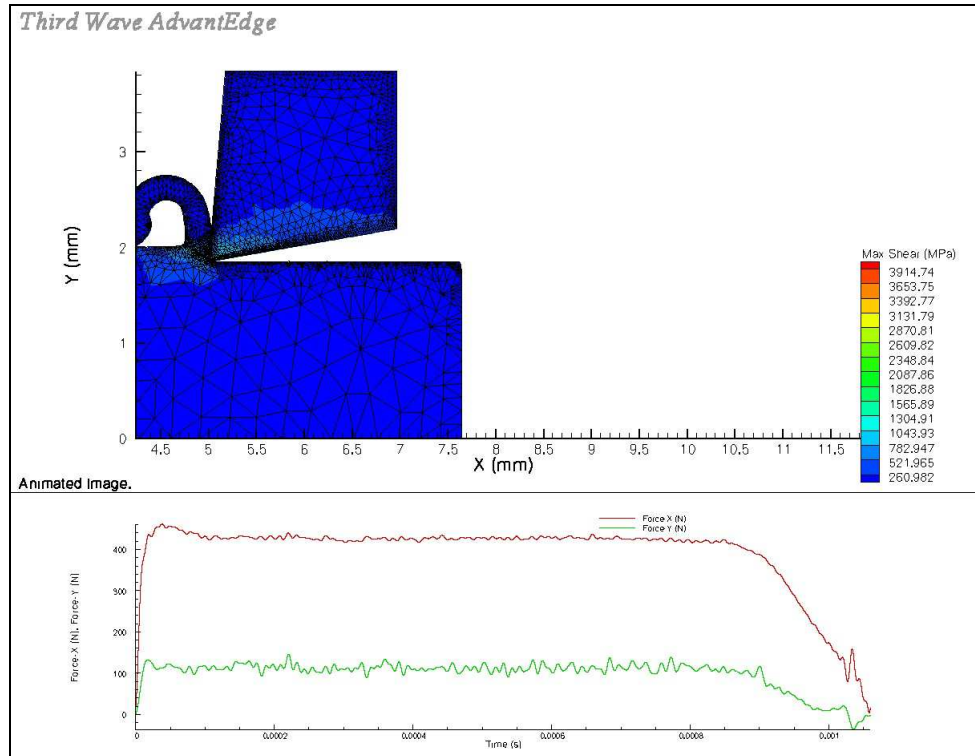 Third Wave AdvantEdge
3
2
1
0
Y (mm)
4.5 5 5.5 6 6.5 7 7.5 8 8.5 9 9.5 10 10.5 11 11.5
X (mm)
Max Shear (MPa)
3914.74
3653.75
3392.77
3131.79
2870.81
2609.82
2348.84
2087.86
1826.88
1565.89
1304.91
1043.93
782.947
521.965
260.982
Animated Image.
Force-X (N)
Force-Y (N)
400
300
200
100
0
Force-X (N), Force-Y (N)
0 0.0002 0.0004 0.0006 0.0008 0.001
Time (s)